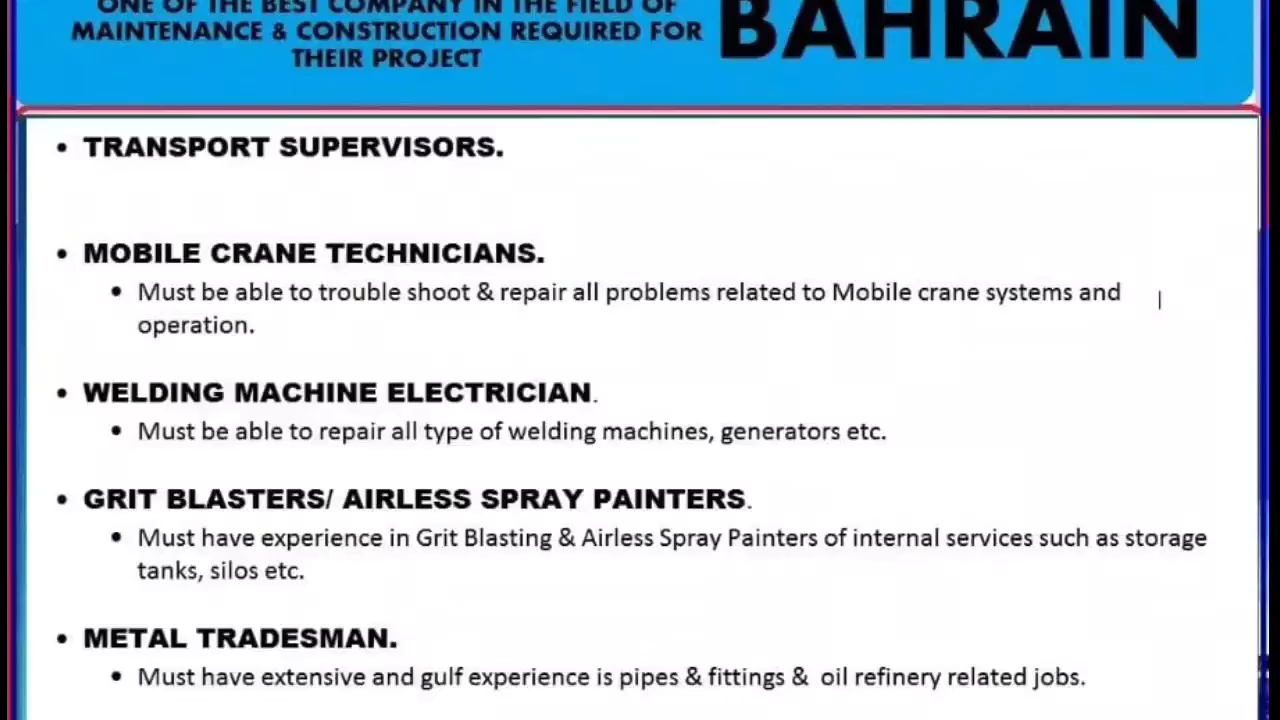 ONE OF THE BEST COMPANY IN THE FIELD OF
MAINTENANCE & CONSTRUCTION REQUIRED FOR
THEIR PROJECT
BAHRAIN
• TRANSPORT SUPERVISORS.
• MOBILE CRANE TECHNICIANS.
• Must be able to trouble shoot & repair all problems related to Mobile crane systems and
operation.
• WELDING MACHINE ELECTRICIAN.
• Must be able to repair all type of welding machines, generators etc.
• GRIT BLASTERS/ AIRLESS SPRAY PAINTERS.
• Must have experience in Grit Blasting & Airless Spray Painters of internal services such as storage
tanks, silos etc.
• METAL TRADESMAN.
• Must have extensive and gulf experience is pipes & fittings & oil refinery related jobs.